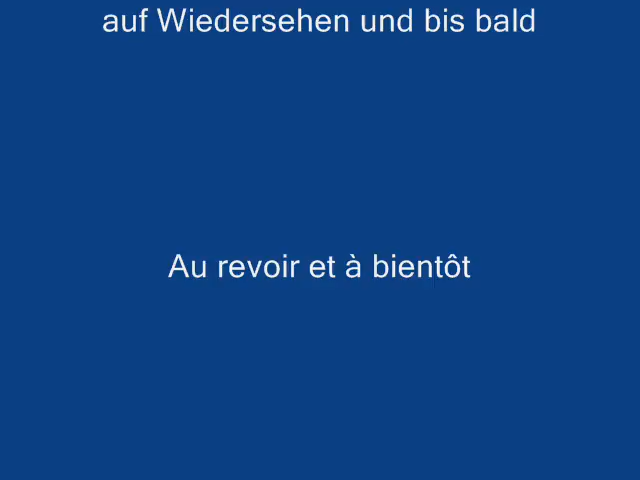 auf Wiedersehen und bis bald
Au revoir et à bientôt